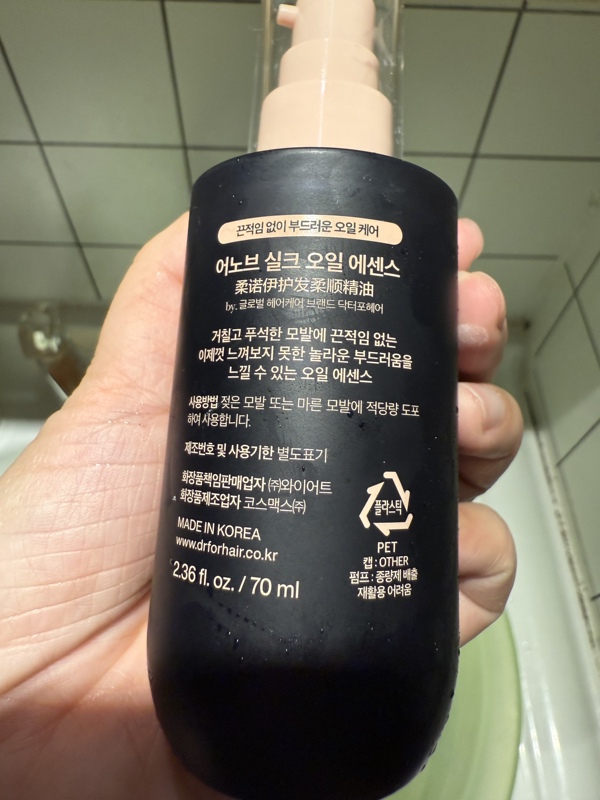 끈적임 없이 부드러운 오일 케어
어노브 실크 오일 에센스
柔诺伊护发柔顺精油
by. 글로벌 헤어케어 브랜드 닥터포헤어
거칠고 푸석한 모발에 끈적임 없는
이제껏 느껴보지 못한 놀라운 부드러움을
느낄 수 있는 오일 에센스
사용방법 젖은 모발 또는 마른 모발에 적당량 도포
하여 사용합니다.
제조번호 및 사용기한 별도표기
화장품책임판매업자 ㈜와이어트
화장품제조업자 코스맥스㈜
MADE IN KOREA
www.drforhair.co.kr
2.36 fl. oz. / 70 ml
플라스틱
PET
캡 : OTHER
펌프 : 종량제 배출
재활용 어려움